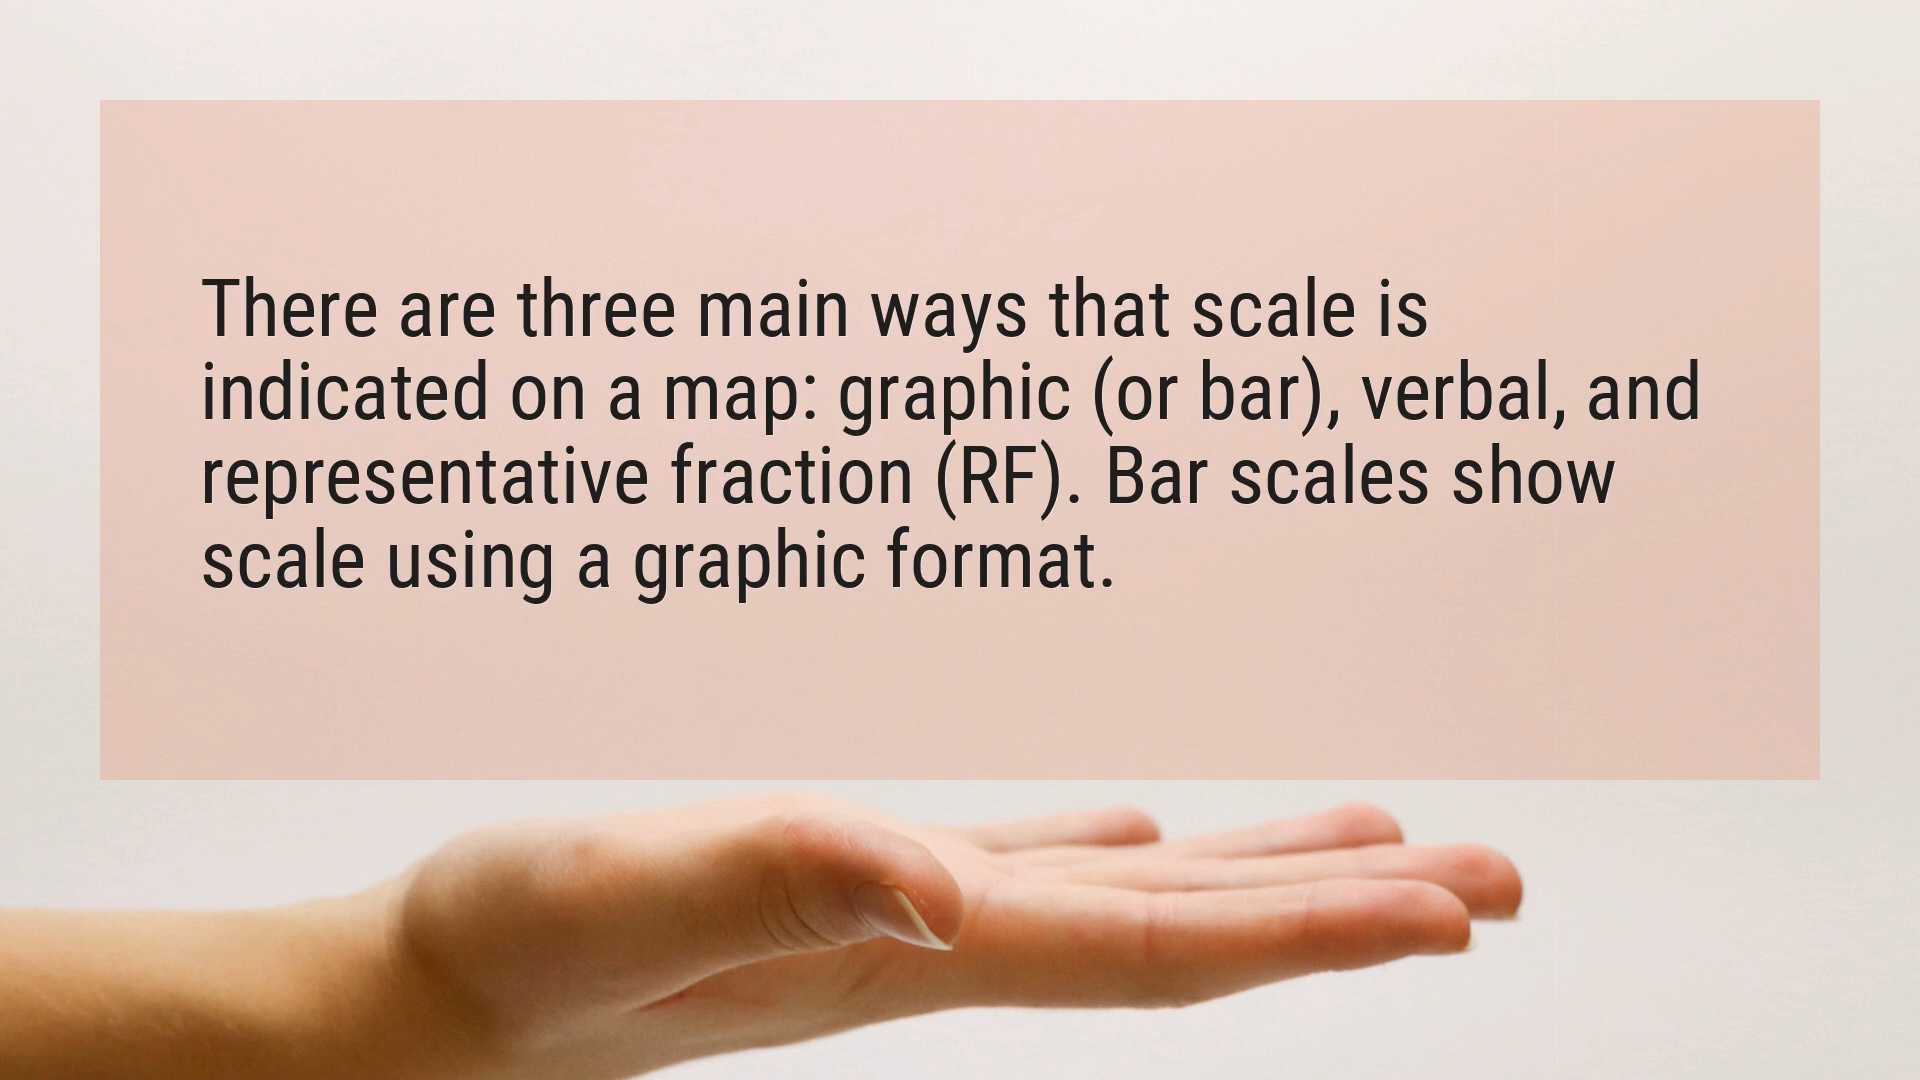 There are three main ways that scale is
indicated on a map: graphic (or bar), verbal, and
representative fraction (RF). Bar scales show
scale using a graphic format.